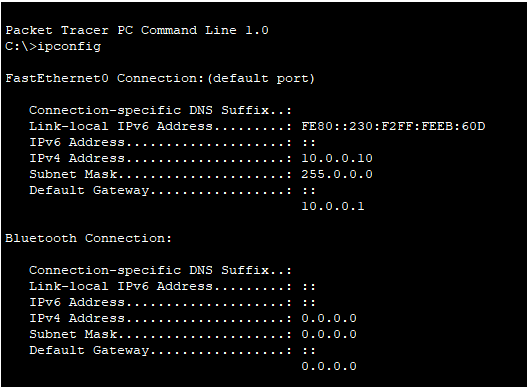 Packet Tracer PC Command Line 1.0
C:\>ipconfig
FastEthernet0 Connection:(default port)
Connection-specific DNS Suffix..:
Link-local IPv6 Address.........: FE80::230:F2FF:FEEB:60D
IPv6 Address....................: ::
IPv4 Address....................: 10.0.0.10
Subnet Mask.....................: 255.0.0.0
Default Gateway.................: ::
10.0.0.1
Bluetooth Connection:
Connection-specific DNS Suffix..:
Link-local IPv6 Address.........: ::
IPv6 Address....................: ::
IPv4 Address....................: 0.0.0.0
Subnet Mask.....................: 0.0.0.0
Default Gateway.................: ::
0.0.0.0